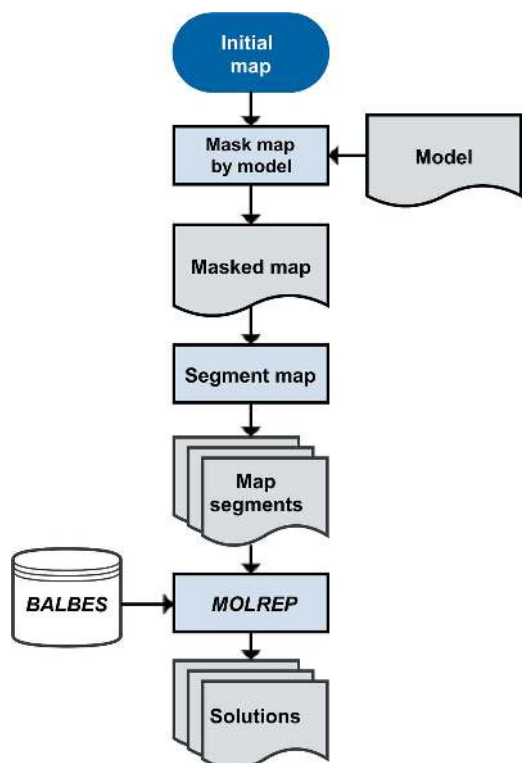 Initial
map
Mask map
by model
Model
Masked map
Segment map
Map
segments
BALBES
MOLREP
Solutions